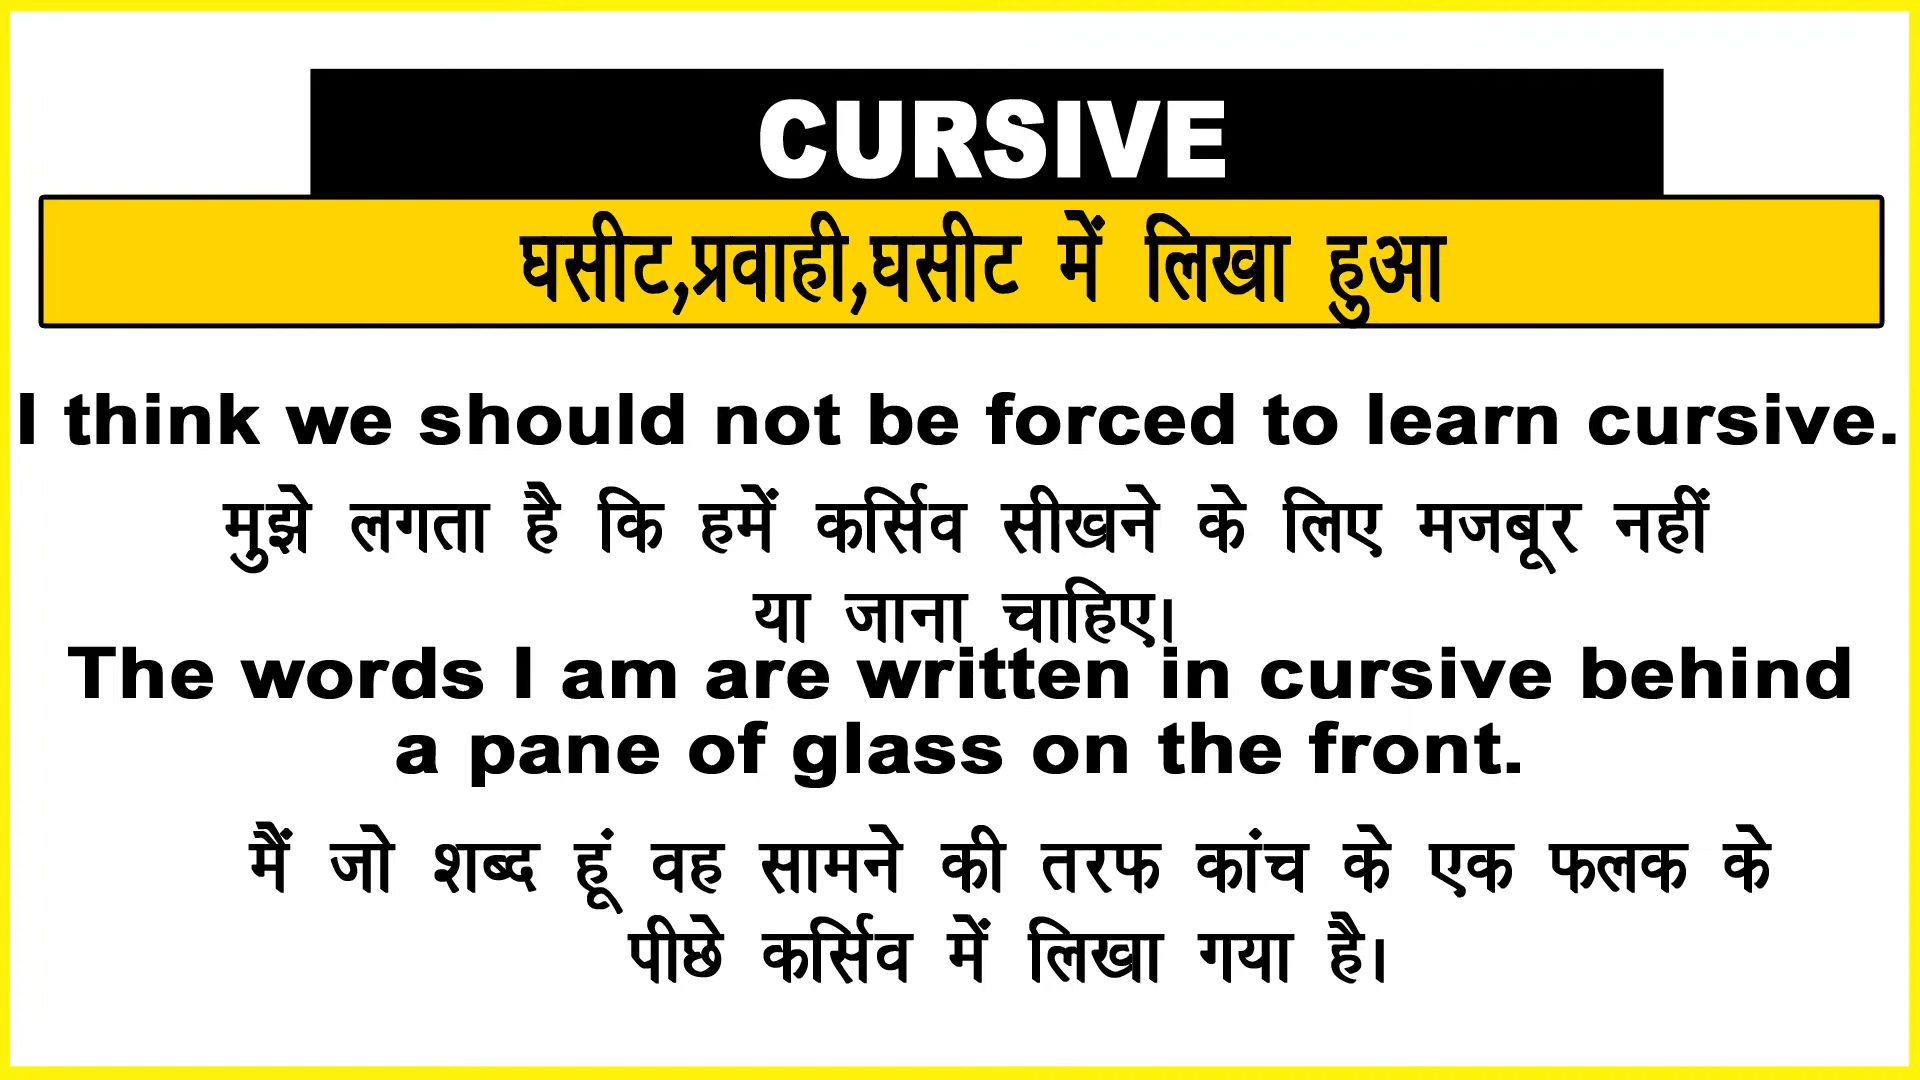 CURSIVE
घसीट,प्रवाही,घसीट में लिखा हुआ
I think we should not be forced to learn cursive.
मुझे लगता है कि हमें कर्सिव सीखने के लिए मजबूर नहीं
या जाना चाहिए।
The words I am are written in cursive behind
a pane of glass on the front.
मैं जो शब्द हूं वह सामने की तरफ कांच के एक फलक के
पीछे कर्सिव में लिखा गया है।